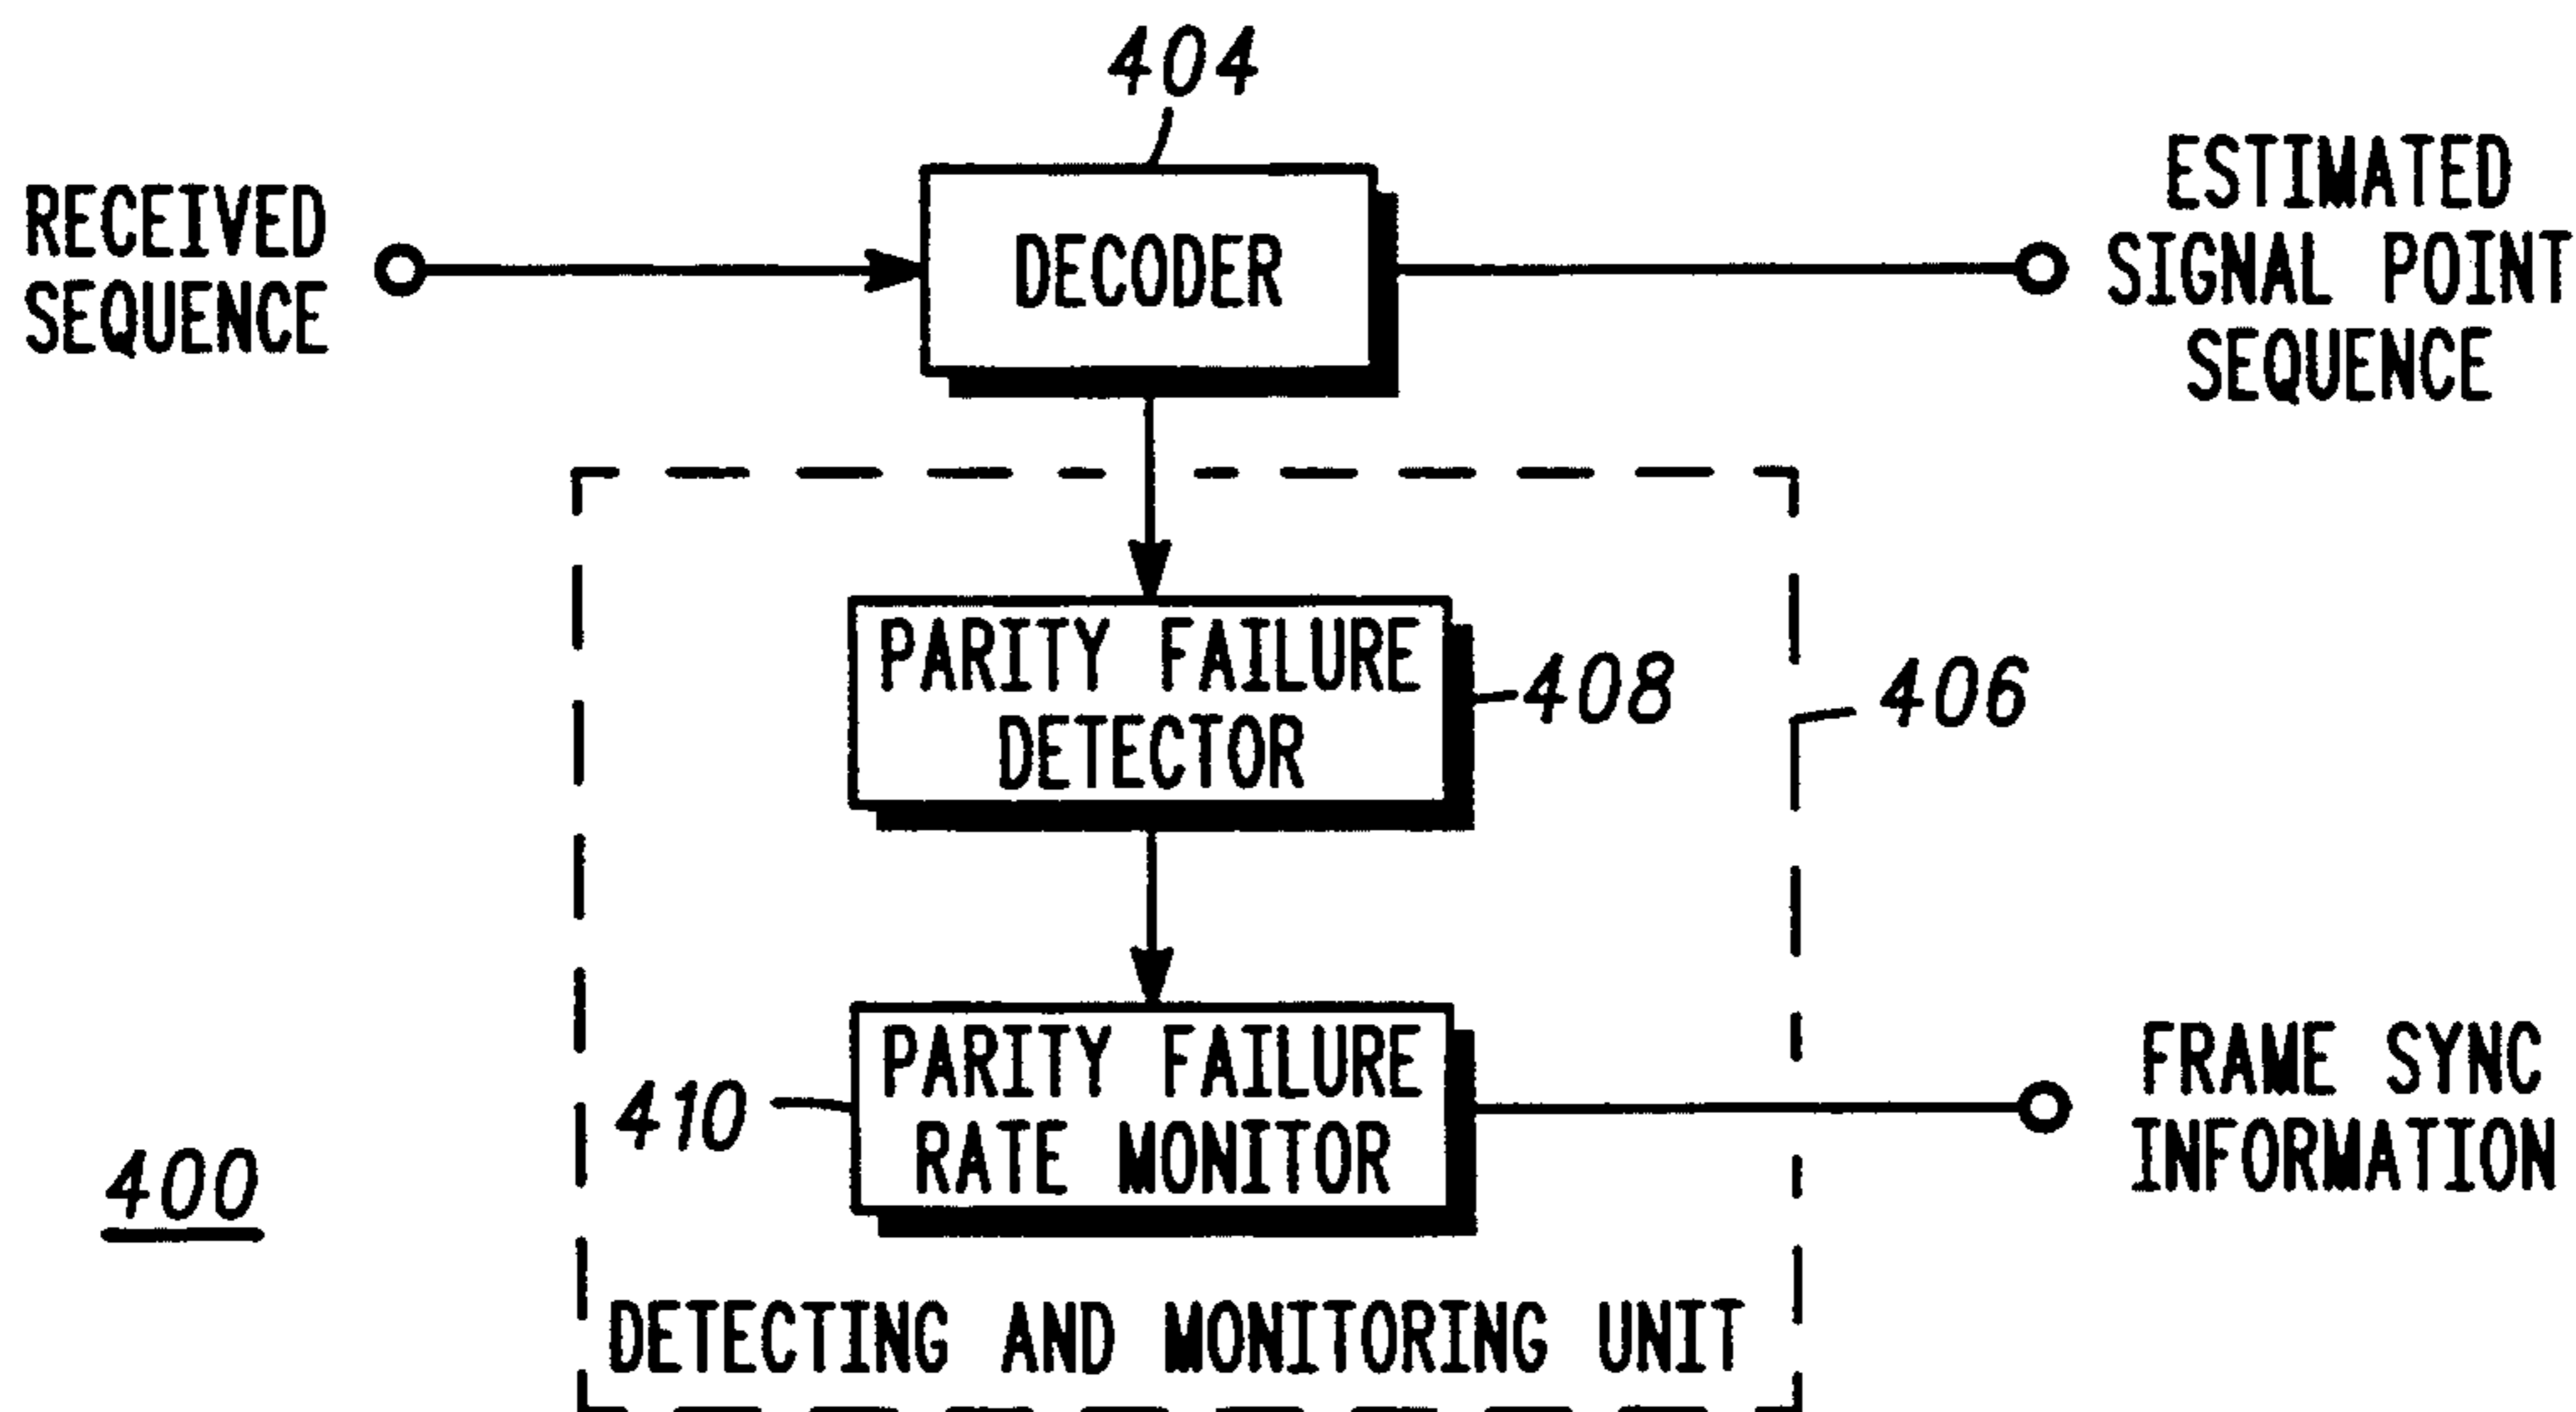 404
RECEIVED
SEQUENCE
DECODER
ESTIMATED
SIGNAL POINT
SEQUENCE
PARITY FAILURE
DETECTOR
408
406
PARITY FAILURE
RATE MONITOR
410
FRAME SYNC
INFORMATION
400
DETECTING AND MONITORING UNIT